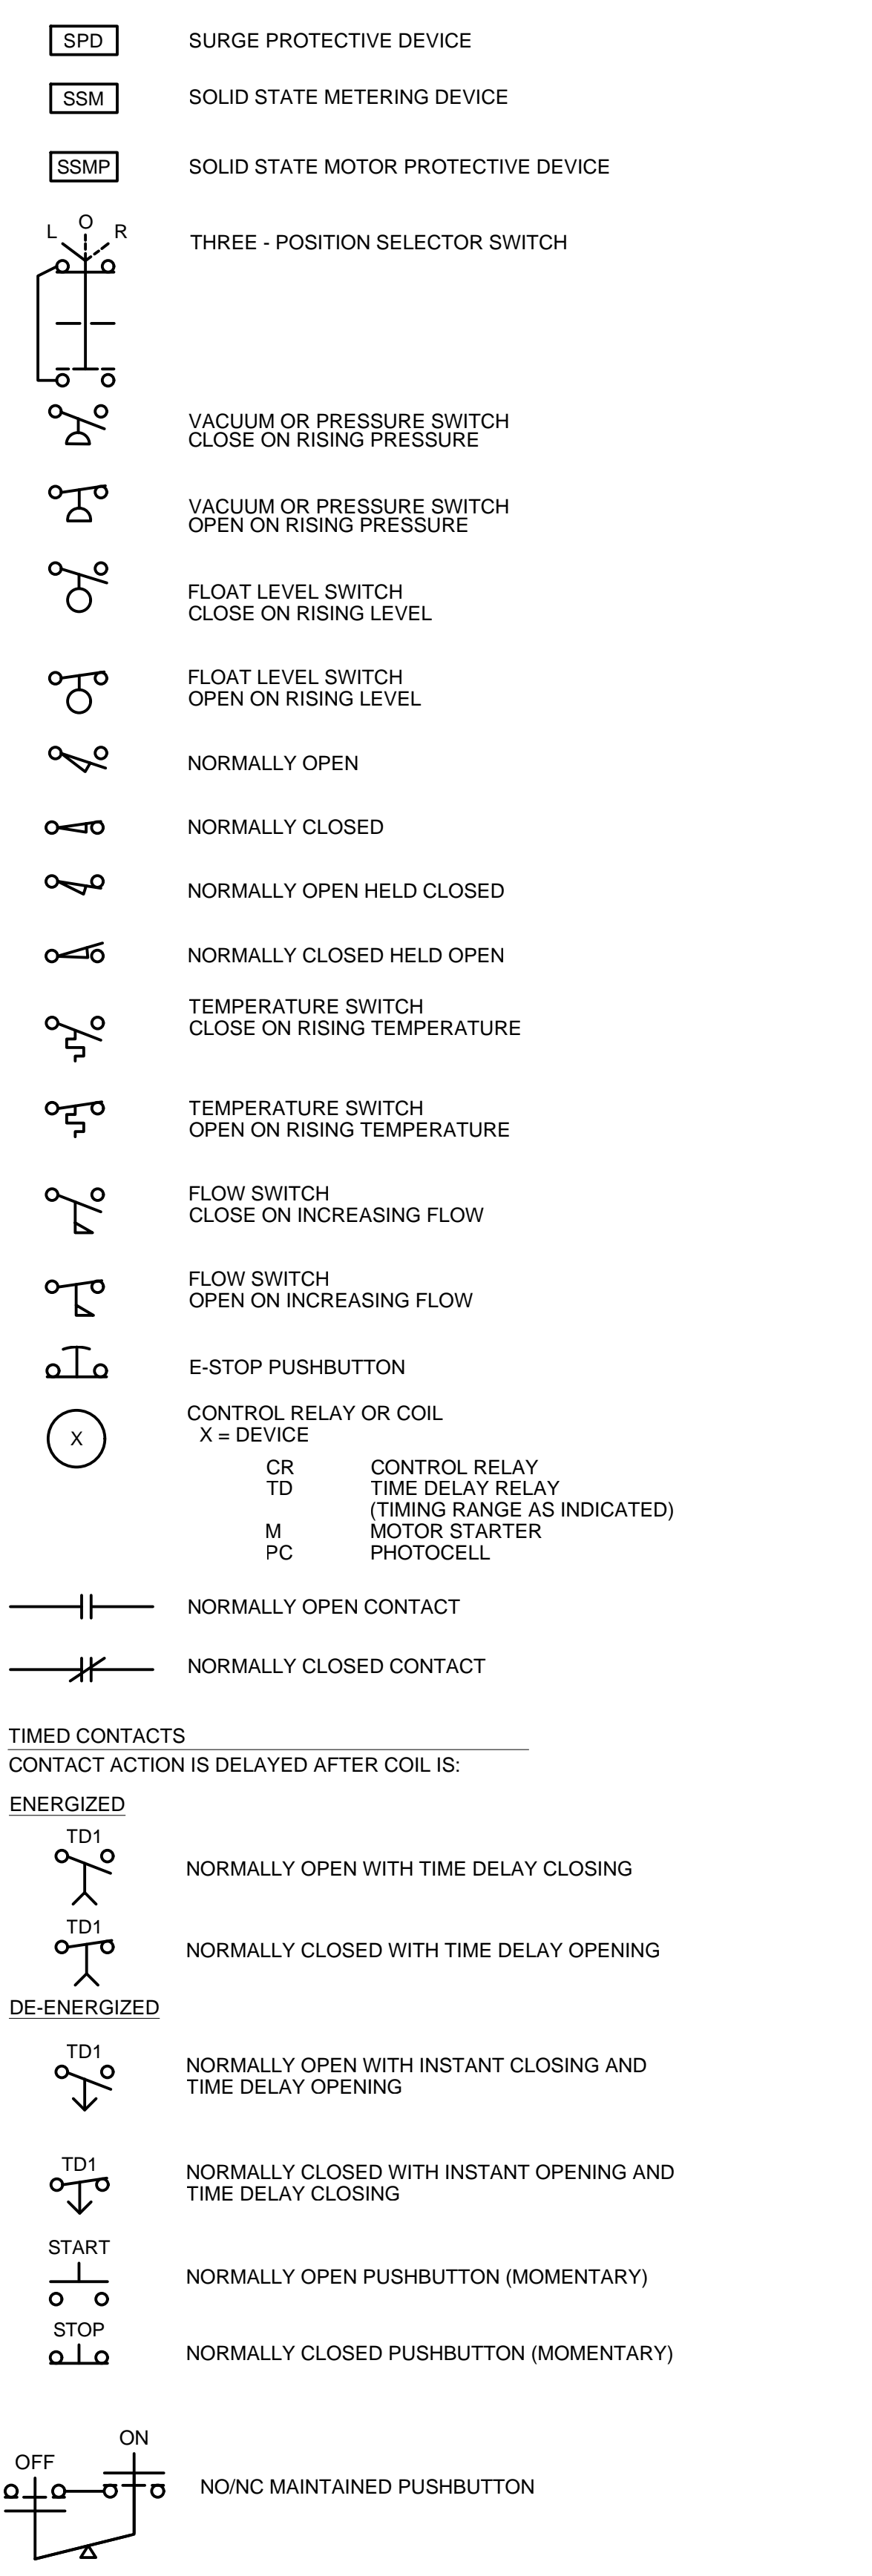 SPD SURGE PROTECTIVE DEVICE
SSM SOLID STATE METERING DEVICE
SSMP SOLID STATE MOTOR PROTECTIVE DEVICE
L O R THREE - POSITION SELECTOR SWITCH
VACUUM OR PRESSURE SWITCH
CLOSE ON RISING PRESSURE
VACUUM OR PRESSURE SWITCH
OPEN ON RISING PRESSURE
FLOAT LEVEL SWITCH
CLOSE ON RISING LEVEL
FLOAT LEVEL SWITCH
OPEN ON RISING LEVEL
NORMALLY OPEN
NORMALLY CLOSED
NORMALLY OPEN HELD CLOSED
NORMALLY CLOSED HELD OPEN
TEMPERATURE SWITCH
CLOSE ON RISING TEMPERATURE
TEMPERATURE SWITCH
OPEN ON RISING TEMPERATURE
FLOW SWITCH
CLOSE ON INCREASING FLOW
FLOW SWITCH
OPEN ON INCREASING FLOW
E-STOP PUSHBUTTON
CONTROL RELAY OR COIL
X X = DEVICE
CR CONTROL RELAY
TD TIME DELAY RELAY
(TIMING RANGE AS INDICATED)
M MOTOR STARTER
PC PHOTOCELL
NORMALLY OPEN CONTACT
NORMALLY CLOSED CONTACT
TIMED CONTACTS
CONTACT ACTION IS DELAYED AFTER COIL IS:
ENERGIZED
TD1
NORMALLY OPEN WITH TIME DELAY CLOSING
TD1
NORMALLY CLOSED WITH TIME DELAY OPENING
DE-ENERGIZED
TD1
NORMALLY OPEN WITH INSTANT CLOSING AND
TIME DELAY OPENING
TD1
NORMALLY CLOSED WITH INSTANT OPENING AND
TIME DELAY CLOSING
START
NORMALLY OPEN PUSHBUTTON (MOMENTARY)
STOP
NORMALLY CLOSED PUSHBUTTON (MOMENTARY)
ON
OFF
NO/NC MAINTAINED PUSHBUTTON